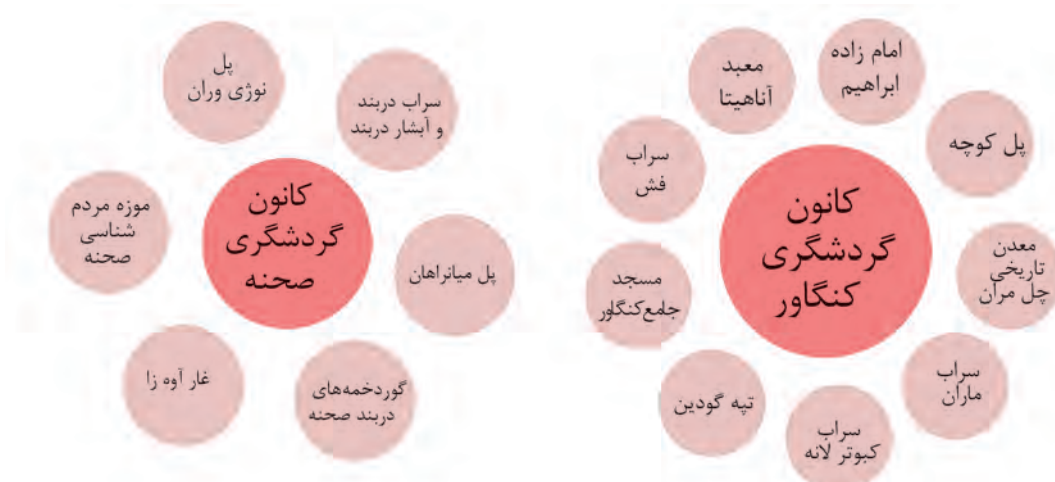 کانون
گردشگری
کنگاور
امام زاده
ابراهیم
پل کوچه
معدن
تاریخی
چل مران
سراب
ماران
سراب
کبوتر لانه
تپه گودین
مسجد
جامع کنگاور
سراب
فش
معبد
آناهیتا
کانون
گردشگری
صحنه
سراب دربند
و آبشار دربند
پل میانراهان
گوردخمه‌های
دربند صحنه
غار آوه زا
موزه مردم
شناسی
صحنه
پل
نوژی وران